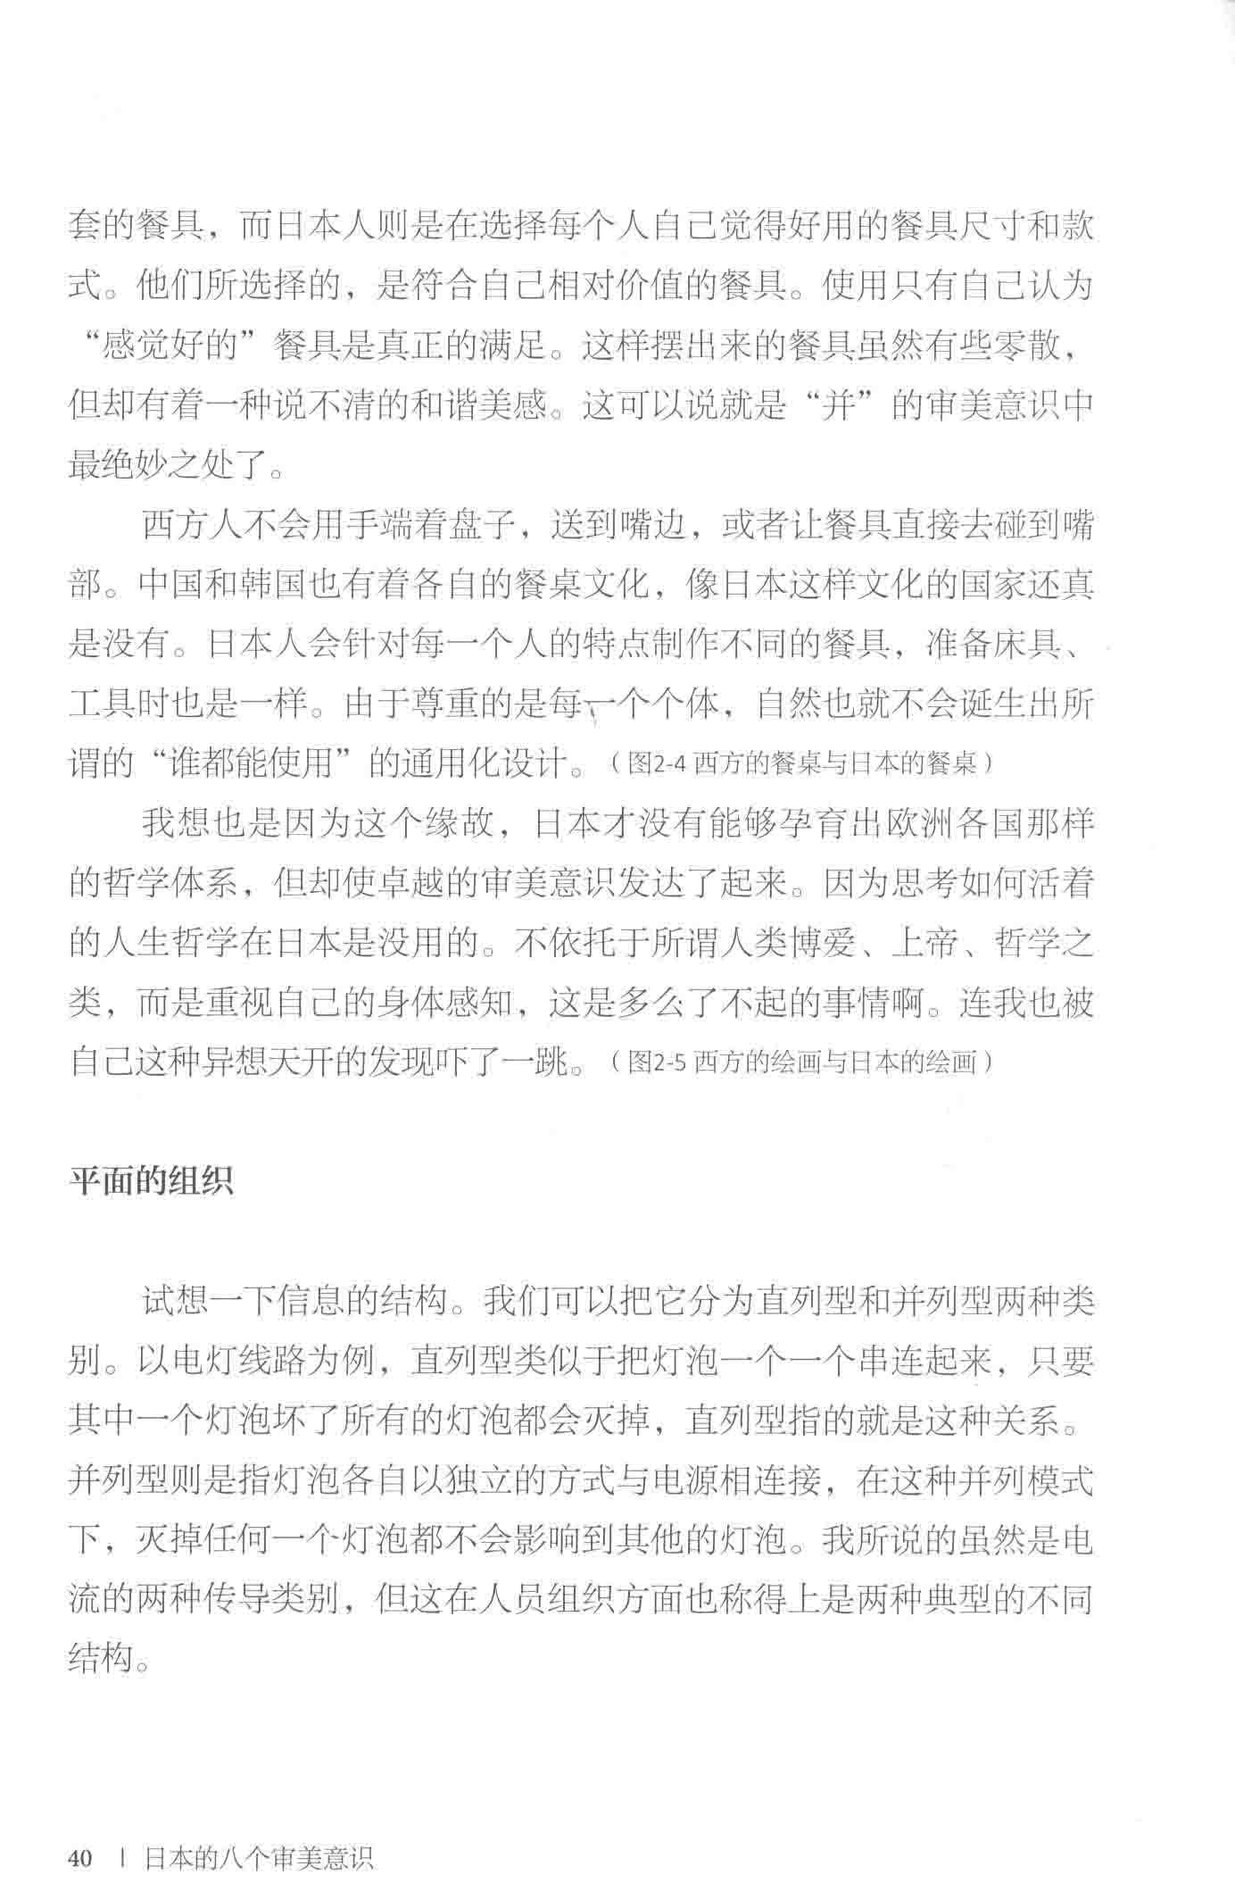 套的餐具，而日本人则是在选择每个人自己觉得好用的餐具尺寸和款
式。他们所选择的，是符合自己相对价值的餐具。使用只有自己认为
“感觉好的”餐具是真正的满足。这样摆出来的餐具虽然有些零散，
但却有着一种说不清的和谐美感。这可以说就是“并”的审美意识中
最绝妙之处了。
西方人不会用手端着盘子，送到嘴边，或者让餐具直接去碰到嘴
部。中国和韩国也有着各自的餐桌文化，像日本这样文化的国家还真
是没有。日本人会针对每一个人的特点制作不同的餐具，准备床具、
工具时也是一样。由于尊重的是每一个个体，自然也就不会诞生出所
谓的“谁都能使用”的通用化设计。（图2-4 西方的餐桌与日本的餐桌）
我想也是因为这个缘故，日本才没有能够孕育出欧洲各国那样
的哲学体系，但却使卓越的审美意识发达了起来。因为思考如何活着
的人生哲学在日本是没用的。不依托于所谓人类博爱、上帝、哲学之
类，而是重视自己的身体感知，这是多么了不起的事情啊。连我也被
自己这种异想天开的发现吓了一跳。（图2-5 西方的绘画与日本的绘画）
平面的组织
试想一下信息的结构。我们可以把它分为直列型和并列型两种类
别。以电灯线路为例，直列型类似于把灯泡一个一个串连起来，只要
其中一个灯泡坏了所有的灯泡都会灭掉，直列型指的就是这种关系。
并列型则是指灯泡各自以独立的方式与电源相连接，在这种并列模式
下，灭掉任何一个灯泡都不会影响到其他的灯泡。我所说的虽然是电
流的两种传导类别，但这在人员组织方面也称得上是两种典型的不同
结构。
40 | 日本的八个审美意识